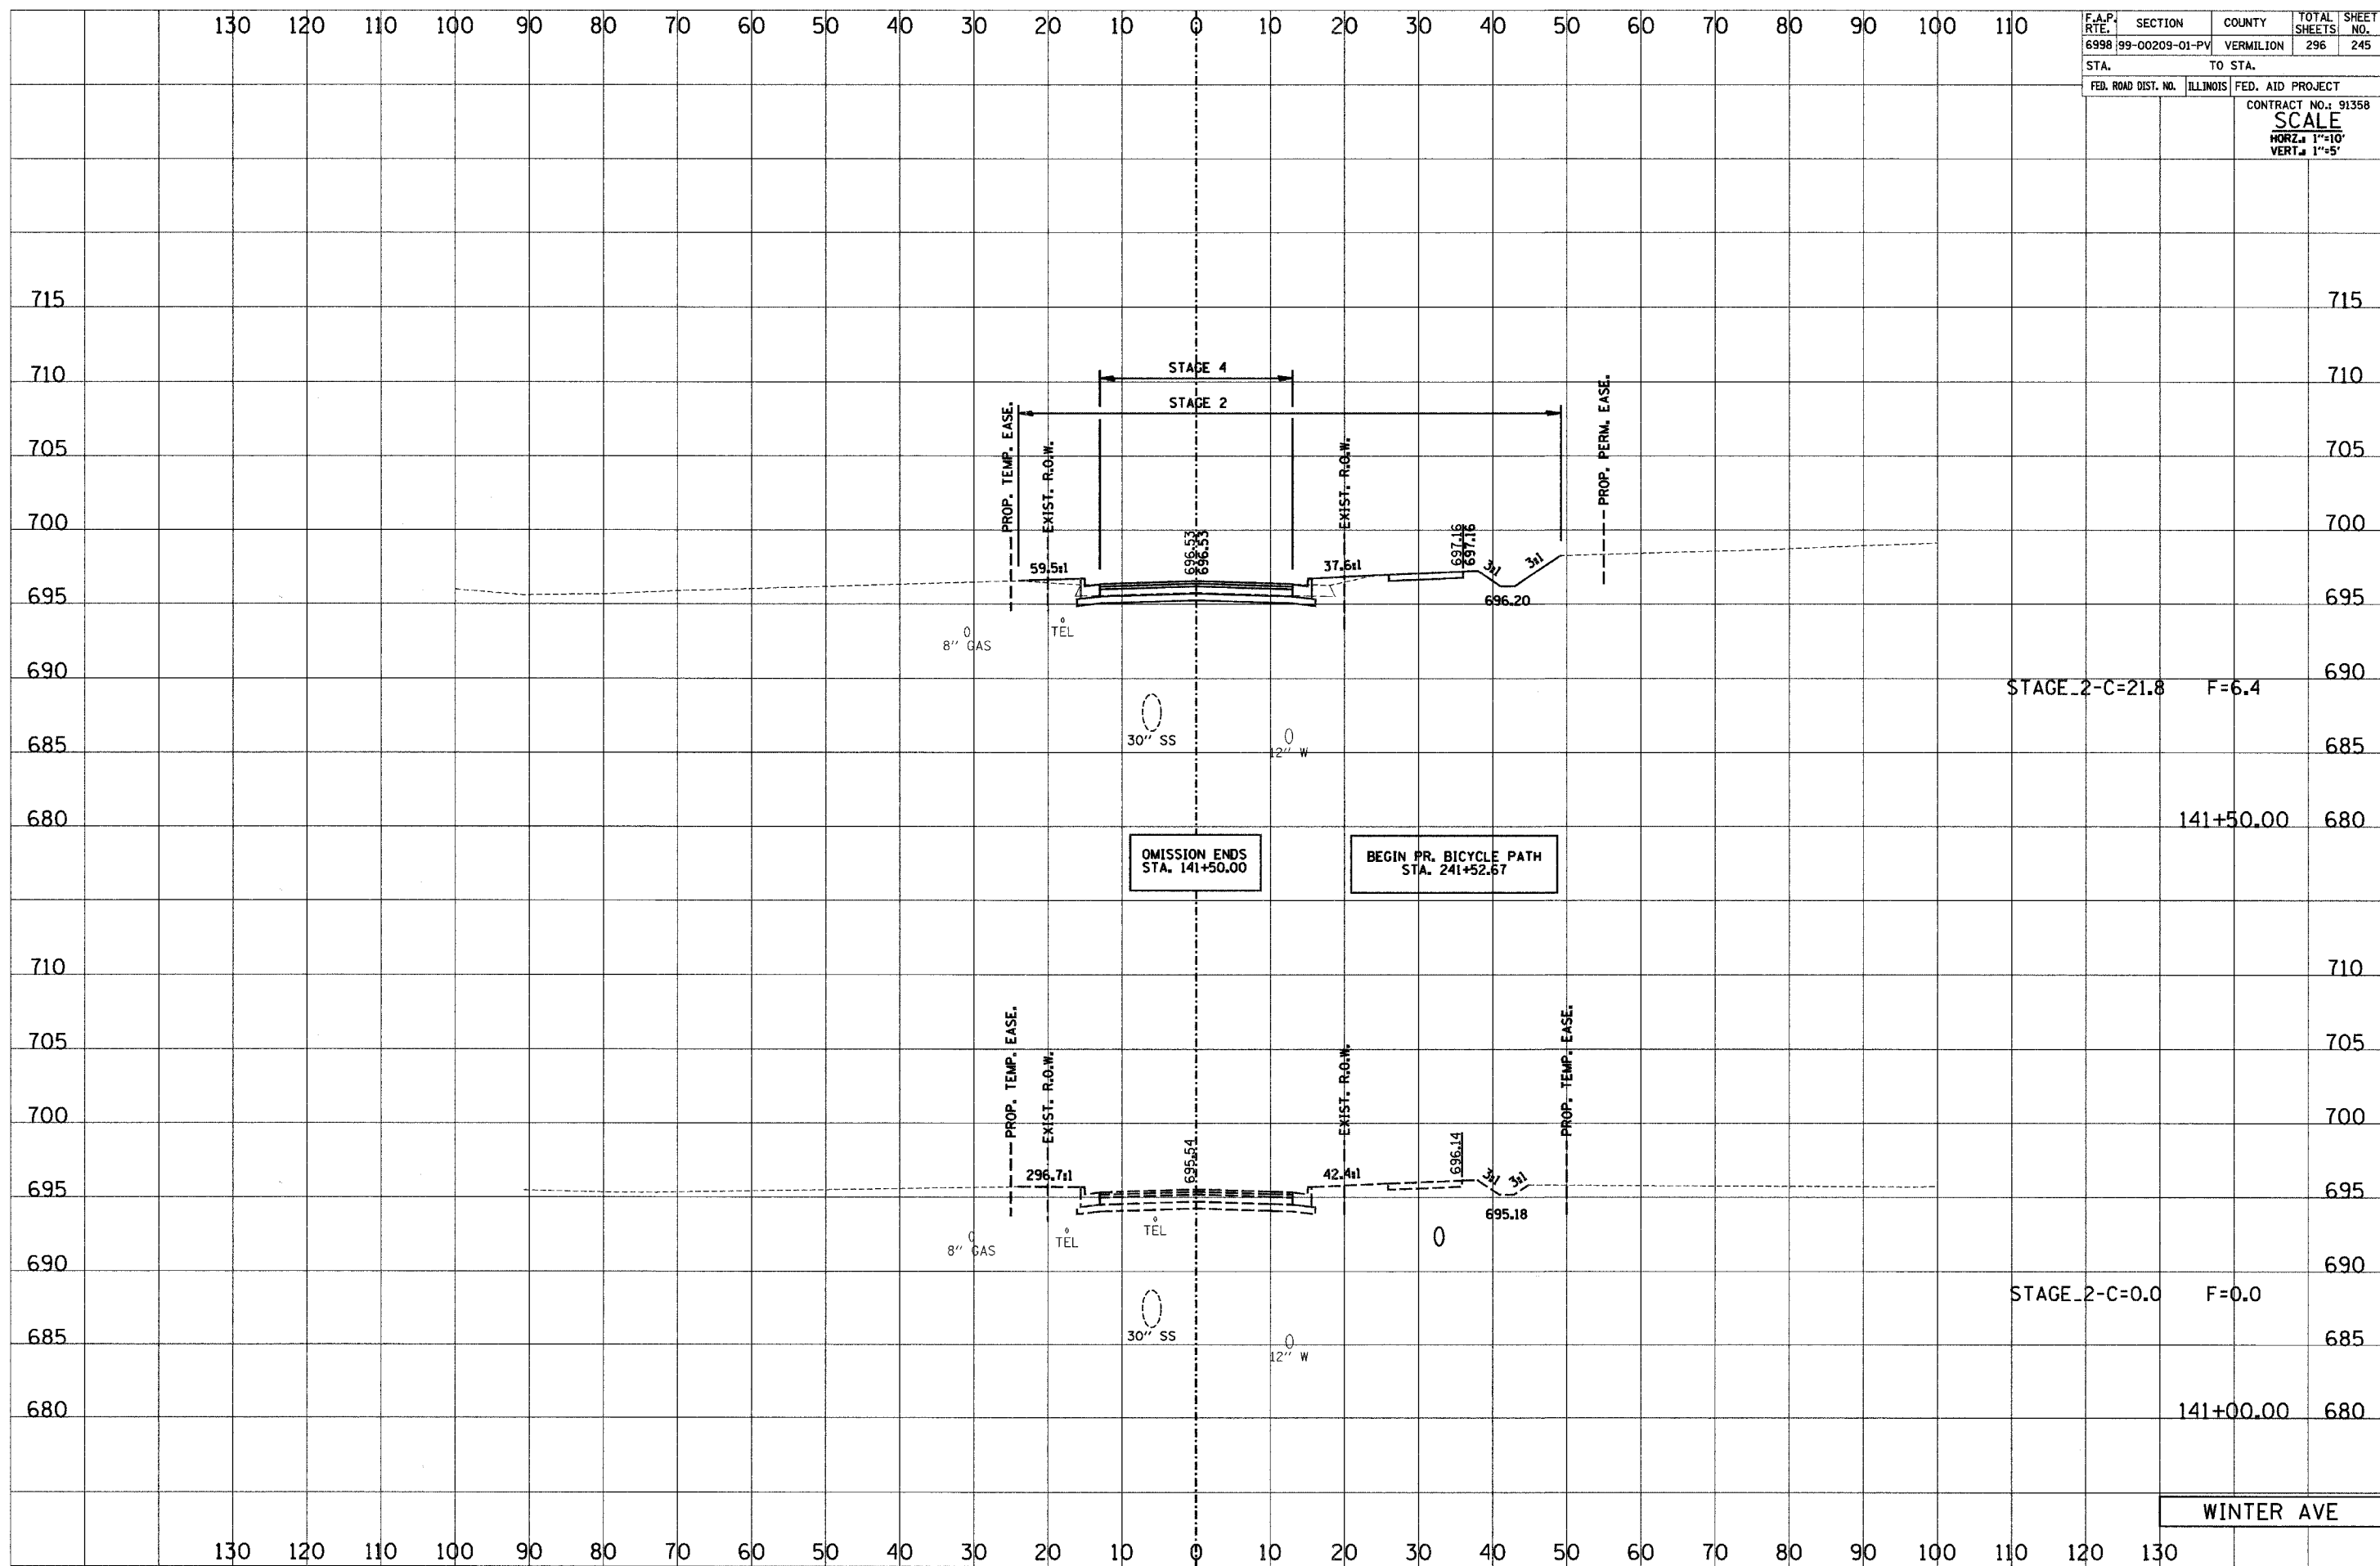 130 120 110 100 90 80 70 60 50 40 30 20 10 0 10 20 30 40 50 60 70 80 90 100 110
F.A.P. RTE. SECTION COUNTY TOTAL SHEETS SHEET NO.
6998 99-00209-01-PV VERMILION 296 245
STA. TO STA.
FED. ROAD DIST. NO. ILLINOIS FED. AID PROJECT
CONTRACT NO.: 91358
SCALE
HORZ.: 1"=10'
VERT.: 1"=5'
715 715
710 710
STAGE 4
STAGE 2
705 705
PROP. TEMP. EASE.
EXIST. R.O.W.
EXIST. R.O.W.
PROP. PERM. EASE.
700 700
696.53
696.53
697.16
697.16
59.5:1
37.6:1
3:1
3:1
695 695
696.20
8" GAS
TEL
690 690
STAGE_2-C=21.8 F=6.4
30" SS
12" W
685 685
680 141+50.00 680
OMISSION ENDS
STA. 141+50.00
BEGIN PR. BICYCLE PATH
STA. 241+52.67
710 710
705 705
PROP. TEMP. EASE.
EXIST. R.O.W.
EXIST. R.O.W.
PROP. TEMP. EASE.
700 700
695.54
696.14
296.7:1
42.4:1
3:1
3:1
695 695
695.18
8" GAS
TEL
TEL
690 690
STAGE_2-C=0.0 F=0.0
30" SS
12" W
685 685
680 141+00.00 680
WINTER AVE
130 120 110 100 90 80 70 60 50 40 30 20 10 0 10 20 30 40 50 60 70 80 90 100 110 120 130